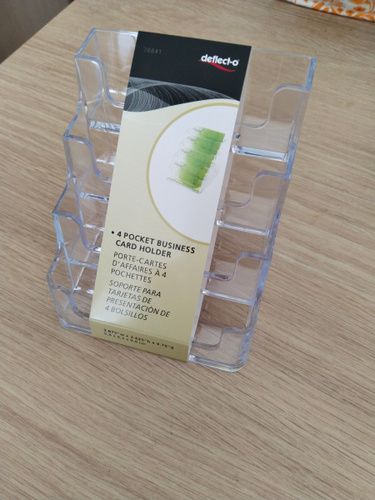 70841
deflect-o
• 4 POCKET BUSINESS
CARD HOLDER
PORTE-CARTES
D'AFFAIRES À 4
POCHETTES
SOPORTE PARA
TARJETAS DE
PRESENTACIÓN DE
4 BOLSILLOS